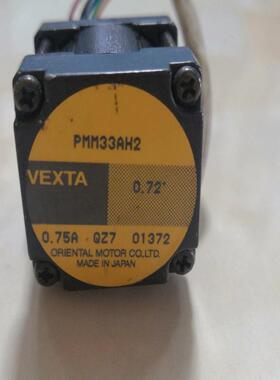 PMM33AH2
VEXTA 0.72°
0.75A QZ7 01372
ORIENTAL MOTOR CO.LTD.
MADE IN JAPAN